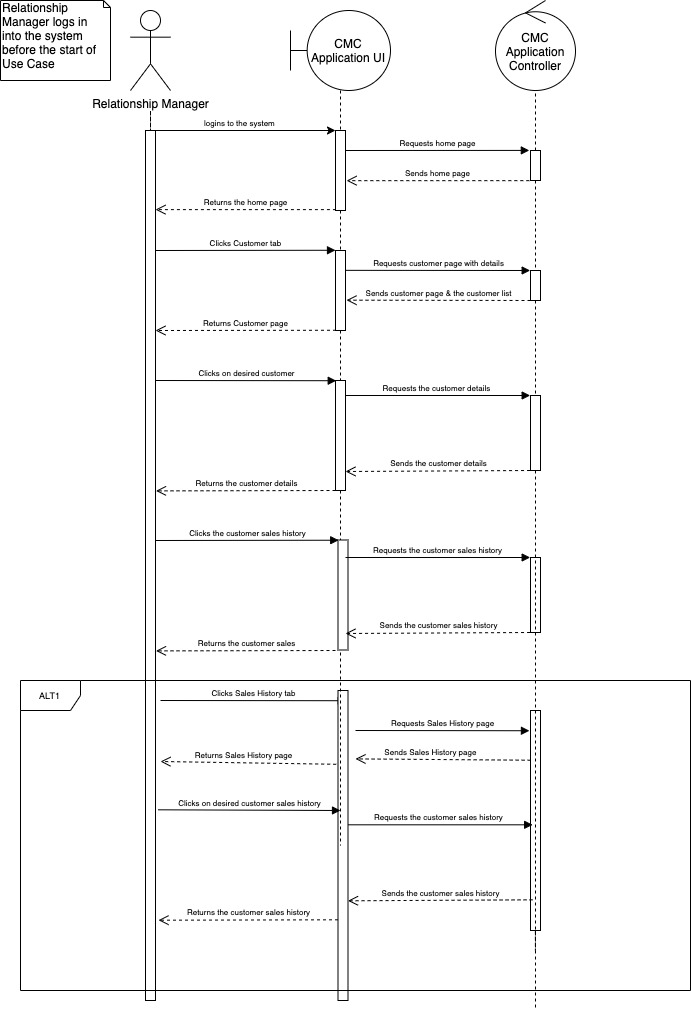 Relationship
Manager logs in
into the system
before the start of
Use Case
CMC
Application UI
CMC
Application
Controller
Relationship Manager
logins to the system
Requests home page
Sends home page
Returns the home page
Clicks Customer tab
Requests customer page with details
Sends customer page & the customer list
Returns Customer page
Clicks on desired customer
Requests the customer details
Sends the customer details
Returns the customer details
Clicks the customer sales history
Requests the customer sales history
Sends the customer sales history
Returns the customer sales
ALT1
Clicks Sales History tab
Requests Sales History page
Sends Sales History page
Returns Sales History page
Clicks on desired customer sales history
Requests the customer sales history
Sends the customer sales history
Returns the customer sales history